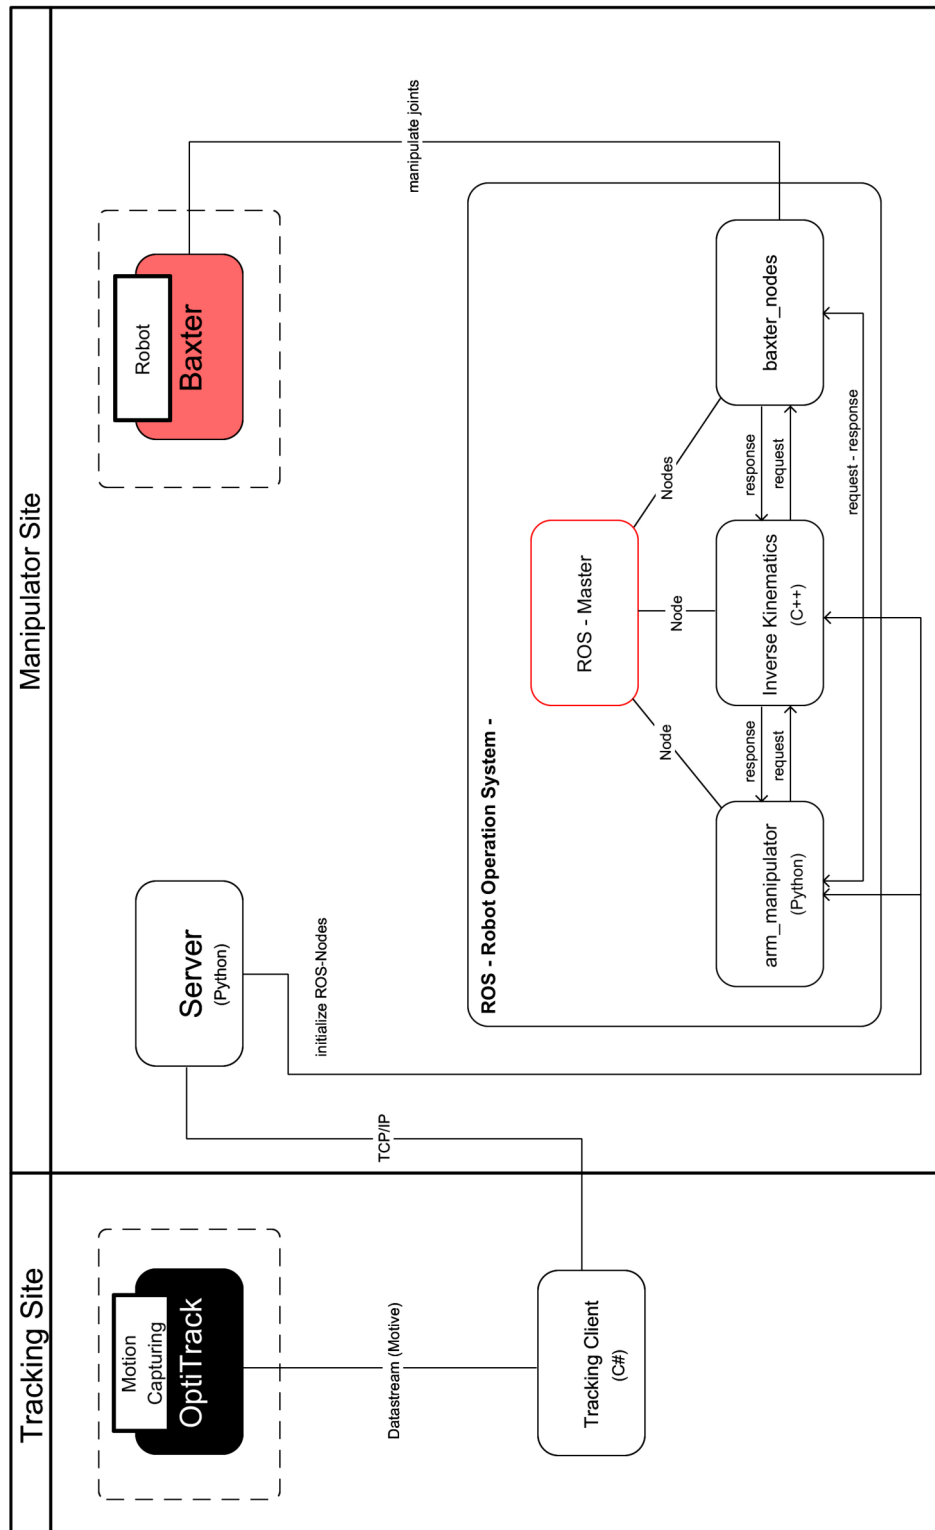 Tracking Site
Manipulator Site
Motion
Capturing
OptiTrack
Datastream (Motive)
Tracking Client
(C#)
TCP/IP
Server
(Python)
initialize ROS-Nodes
Robot
Baxter
manipulate joints
ROS - Robot Operation System -
ROS - Master
Node
Node
Nodes
arm_manipulator
(Python)
response
request
Inverse Kinematics
(C++)
response
request
baxter_nodes
request - response